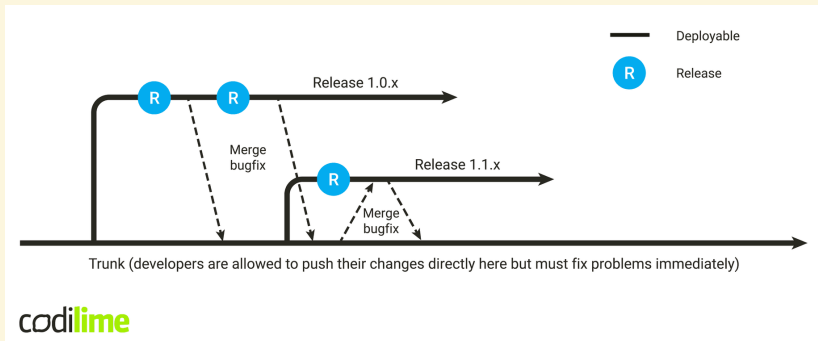 Deployable
R
Release
Release 1.0.x
R
R
Merge
bugfix
Release 1.1.x
R
Merge
bugfix
Trunk (developers are allowed to push their changes directly here but must fix problems immediately)
codilime